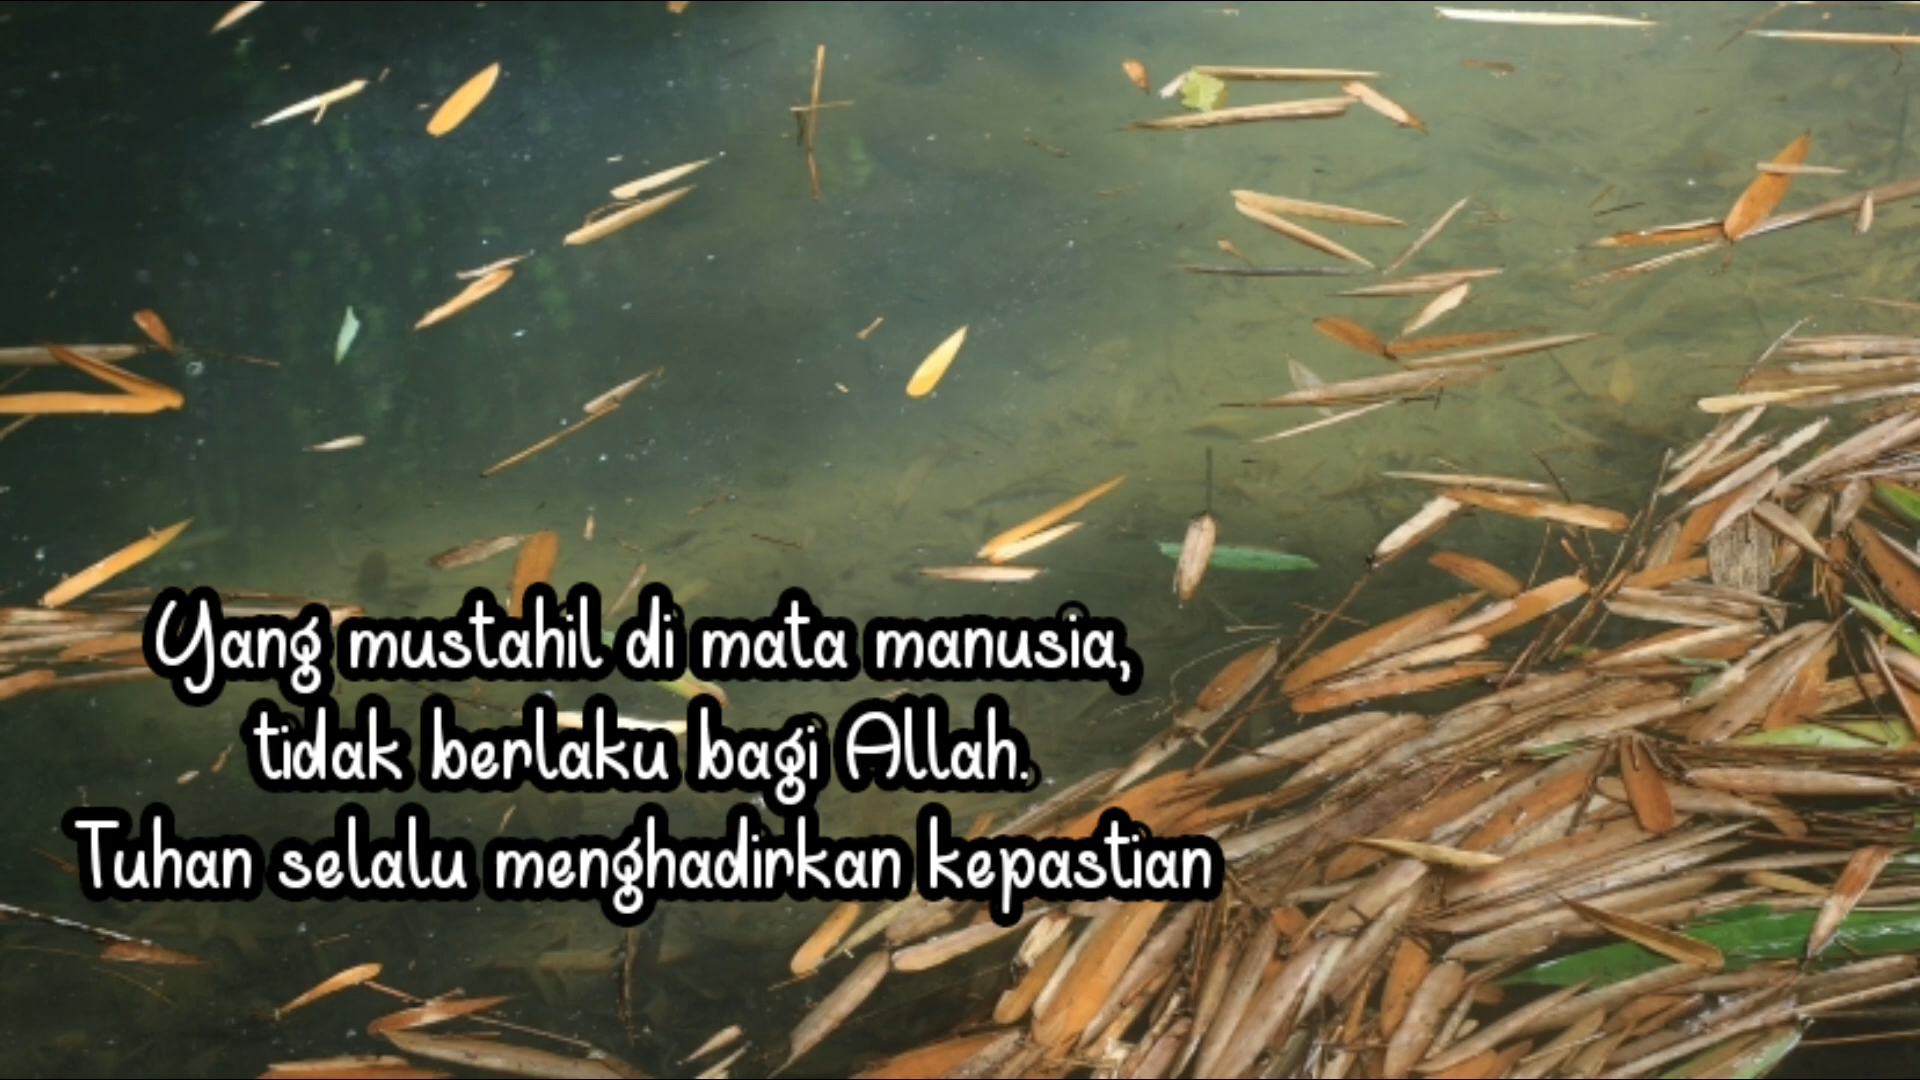 Yang mustahil di mata manusia,
tidak berlaku bagi Allah.
Tuhan selalu menghadirkan kepastian